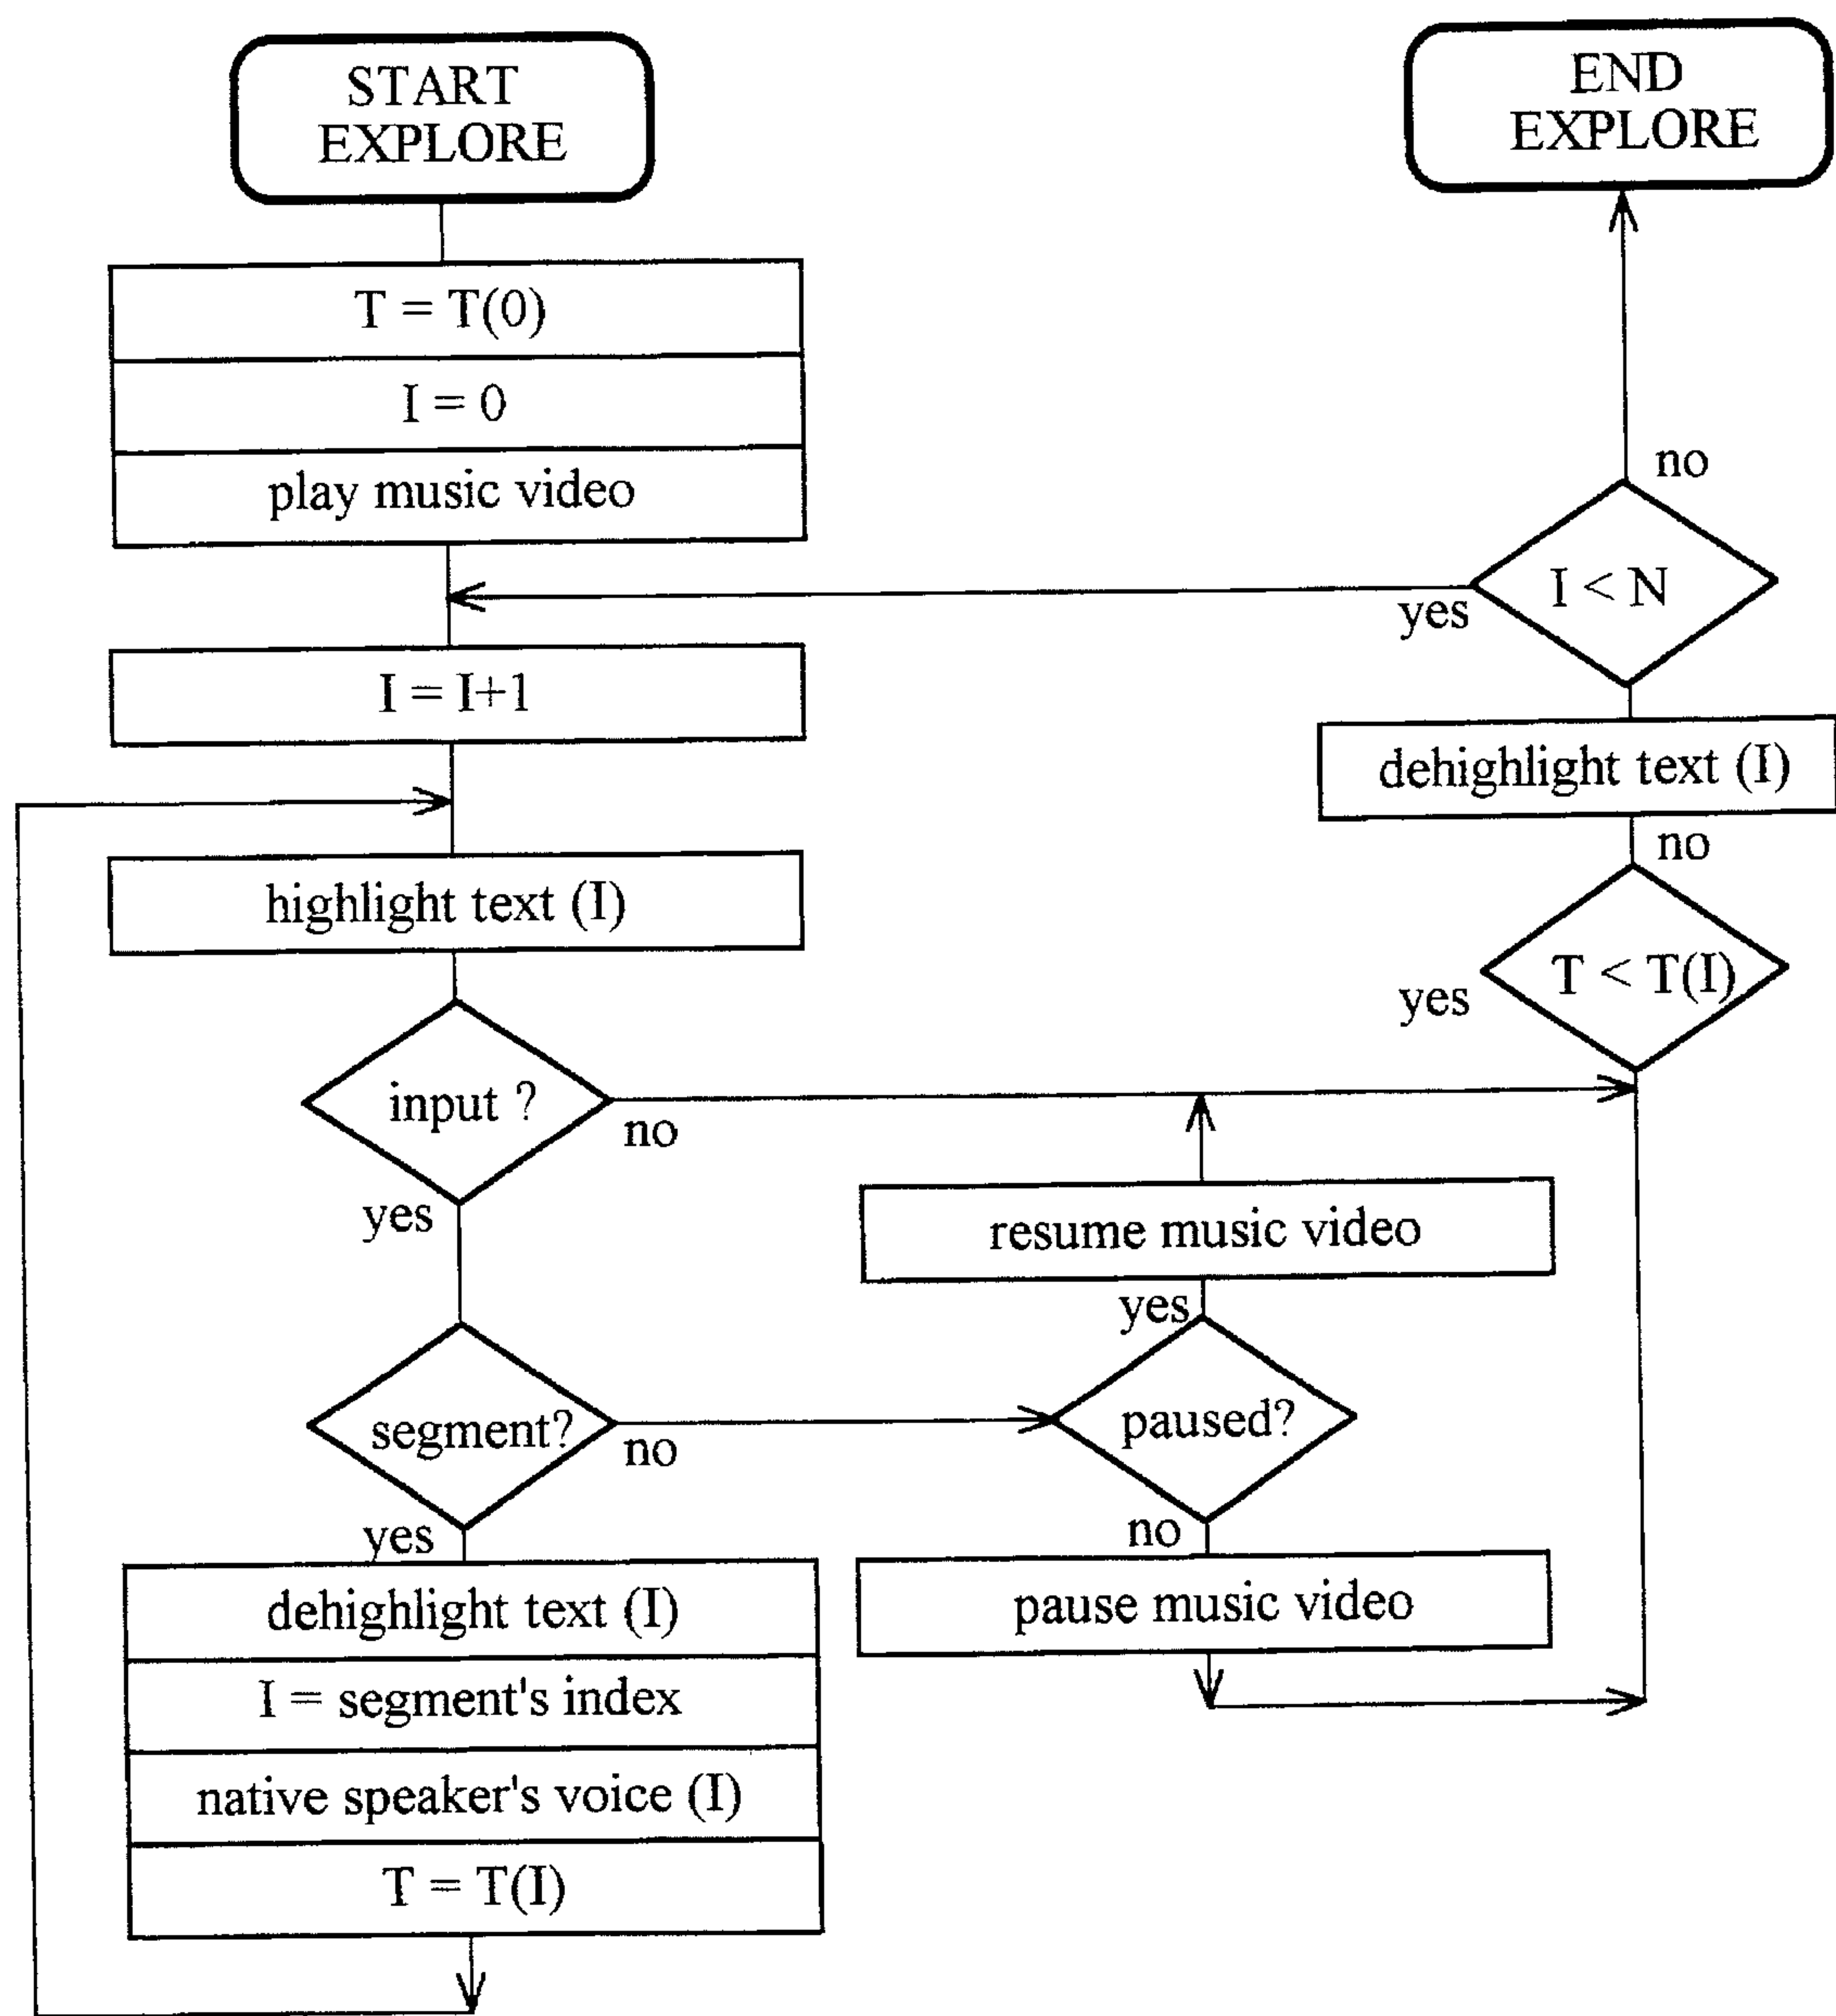 START
EXPLORE
T = T(0)
I = 0
play music video
I = I+1
highlight text (I)
input ?
no
yes
segment?
no
yes
dehighlight text (I)
I = segment's index
native speaker's voice (I)
T = T(I)
END
EXPLORE
no
I < N
yes
dehighlight text (I)
no
T < T(I)
yes
resume music video
yes
paused?
no
pause music video